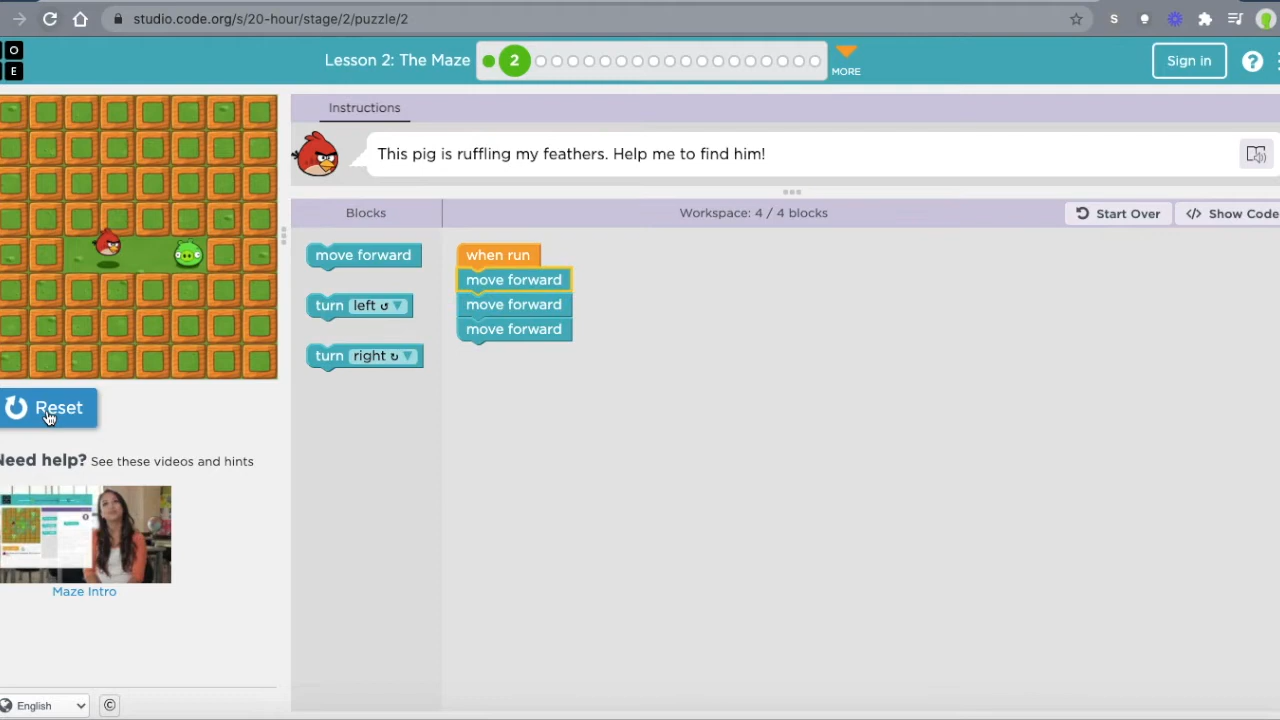 studio.code.org/s/20-hour/stage/2/puzzle/2
S
O
E
Lesson 2: The Maze
2
MORE
Sign in
?
Instructions
This pig is ruffling my feathers. Help me to find him!
Blocks
Workspace: 4 / 4 blocks
Start Over
</> Show Code
move forward
turn left ↺ ▼
turn right ↻ ▼
when run
move forward
move forward
move forward
Reset
Need help? See these videos and hints
Maze Intro
English
©